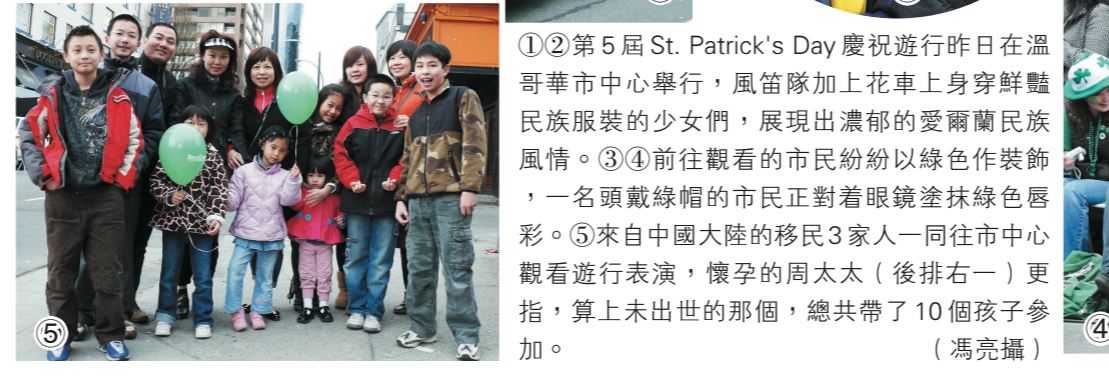 ①②第5屆St. Patrick's Day慶祝遊行昨日在溫
哥華市中心舉行，風笛隊加上花車上身穿鮮豔
民族服裝的少女們，展現出濃郁的愛爾蘭民族
風情。③④前往觀看的市民紛紛以綠色作裝飾
，一名頭戴綠帽的市民正對着眼鏡塗抹綠色唇
彩。⑤來自中國大陸的移民3家人一同往市中心
觀看遊行表演，懷孕的周太太（後排右一）更
指，算上未出世的那個，總共帶了10個孩子參
加。（馮亮攝）
⑤
④